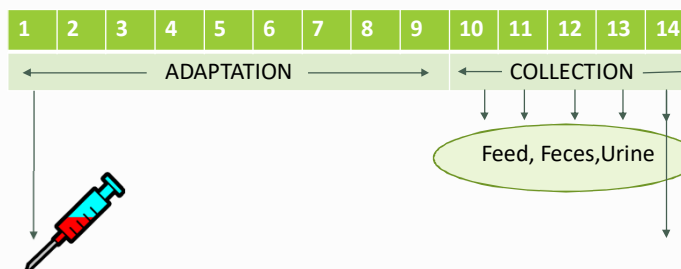 1 2 3 4 5 6 7 8 9 10 11 12 13 14
ADAPTATION COLLECTION
Feed, Feces,Urine